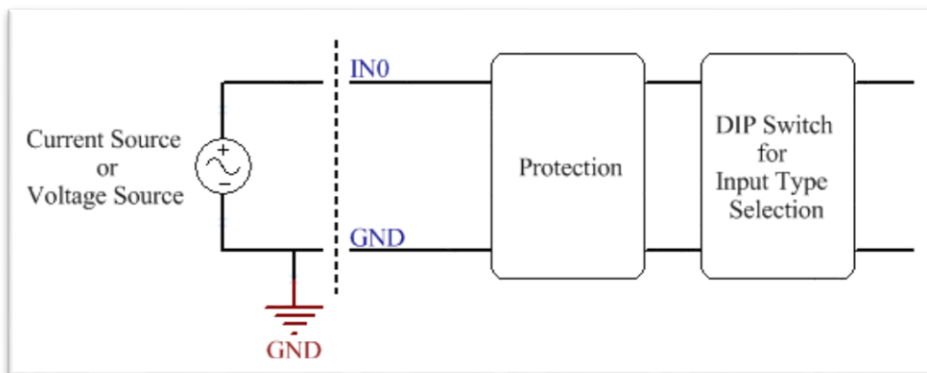 Current Source
or
Voltage Source
+
−
GND
IN0
GND
Protection
DIP Switch
for
Input Type
Selection